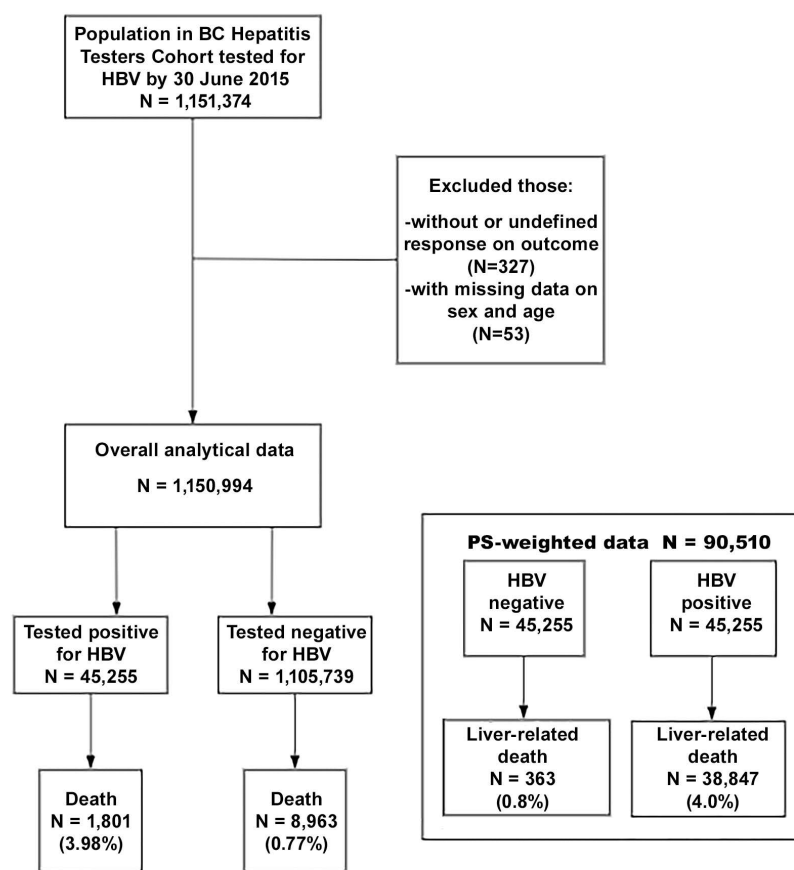 Population in BC Hepatitis
Testers Cohort tested for
HBV by 30 June 2015
N = 1,151,374
Excluded those:
-without or undefined
response on outcome
(N=327)
-with missing data on
sex and age
(N=53)
Overall analytical data
N = 1,150,994
Tested positive
for HBV
N = 45,255
Tested negative
for HBV
N = 1,105,739
Death
N = 1,801
(3.98%)
Death
N = 8,963
(0.77%)
PS-weighted data N = 90,510
HBV
negative
N = 45,255
HBV
positive
N = 45,255
Liver-related
death
N = 363
(0.8%)
Liver-related
death
N = 38,847
(4.0%)